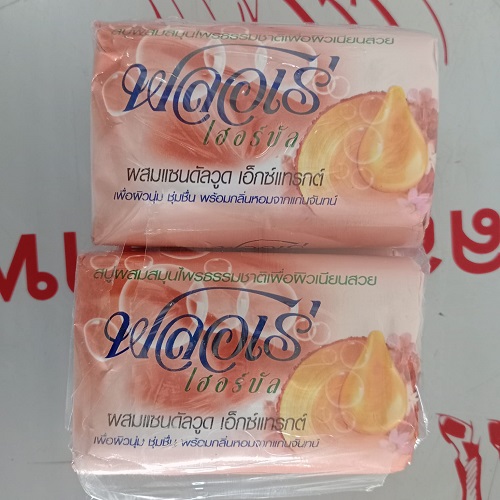 สบู่ผสมสมุนไพรธรรมชาติเพื่อผิวเนียนสวย
ฟลอเร่
เฮอร์บัล
ผสมแซนดัลวูด เอ็กซ์แทรกต์
เพื่อผิวนุ่ม ชุ่มชื่น พร้อมกลิ่นหอมจากแก่นจันทน์
สบู่ผสมสมุนไพรธรรมชาติเพื่อผิวเนียนสวย
ฟลอเร่
เฮอร์บัล
ผสมแซนดัลวูด เอ็กซ์แทรกต์
เพื่อผิวนุ่ม ชุ่มชื่น พร้อมกลิ่นหอมจากแก่นจันทน์